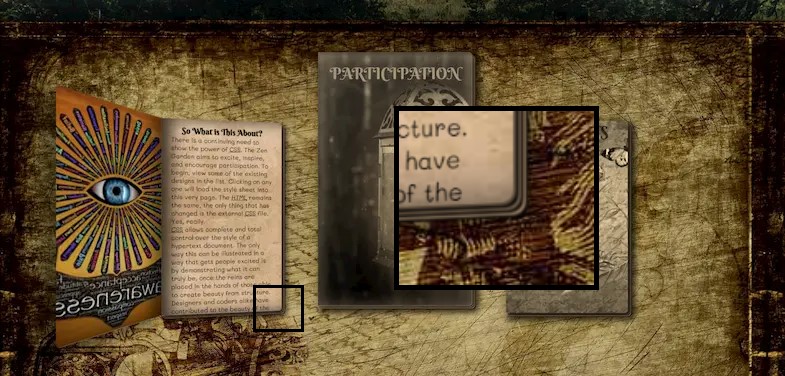 So What is This About?
There is a continuing need to
show the power of CSS. The Zen
Garden aims to excite, inspire,
and encourage participation. To
begin, view some of the existing
designs in the list. Clicking on any
one will load the style sheet into
this very page. The HTML remains
the same, the only thing that has
changed is the external CSS file.
Yes, really.
CSS allows complete and total
control over the style of a
hypertext document. The only
way this can be illustrated in a
way that gets people excited is
by demonstrating what it can
truly be, once the reins are
placed in the hands of those
to create beauty from structure.
Designers and coders alike have
contributed to the beauty of the
awareness
PARTICIPATION
cture.
have
of the